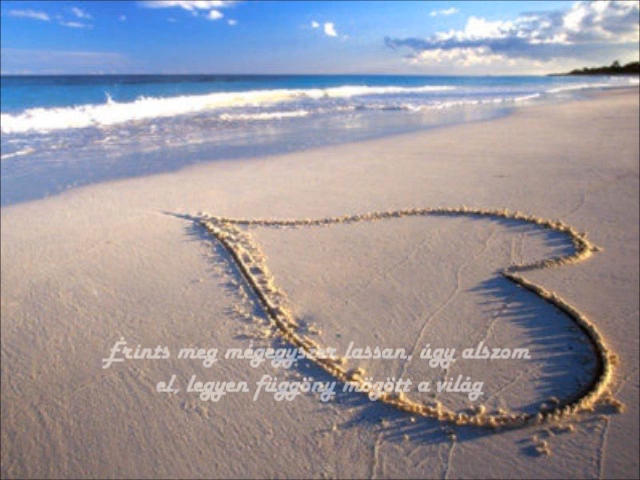 Érints meg mégegyszer lassan, úgy alszom
el, legyen függöny mögött a világ